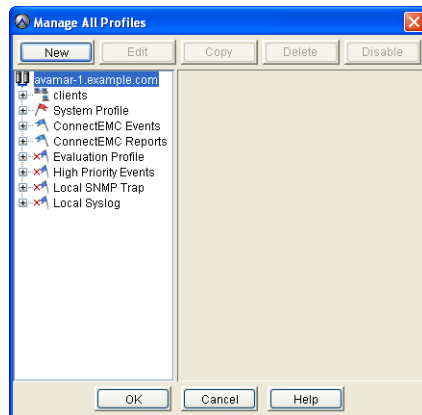 Manage All Profiles
New Edit Copy Delete Disable
avamar-1.example.com
clients
System Profile
ConnectEMC Events
ConnectEMC Reports
Evaluation Profile
High Priority Events
Local SNMP Trap
Local Syslog
OK Cancel Help